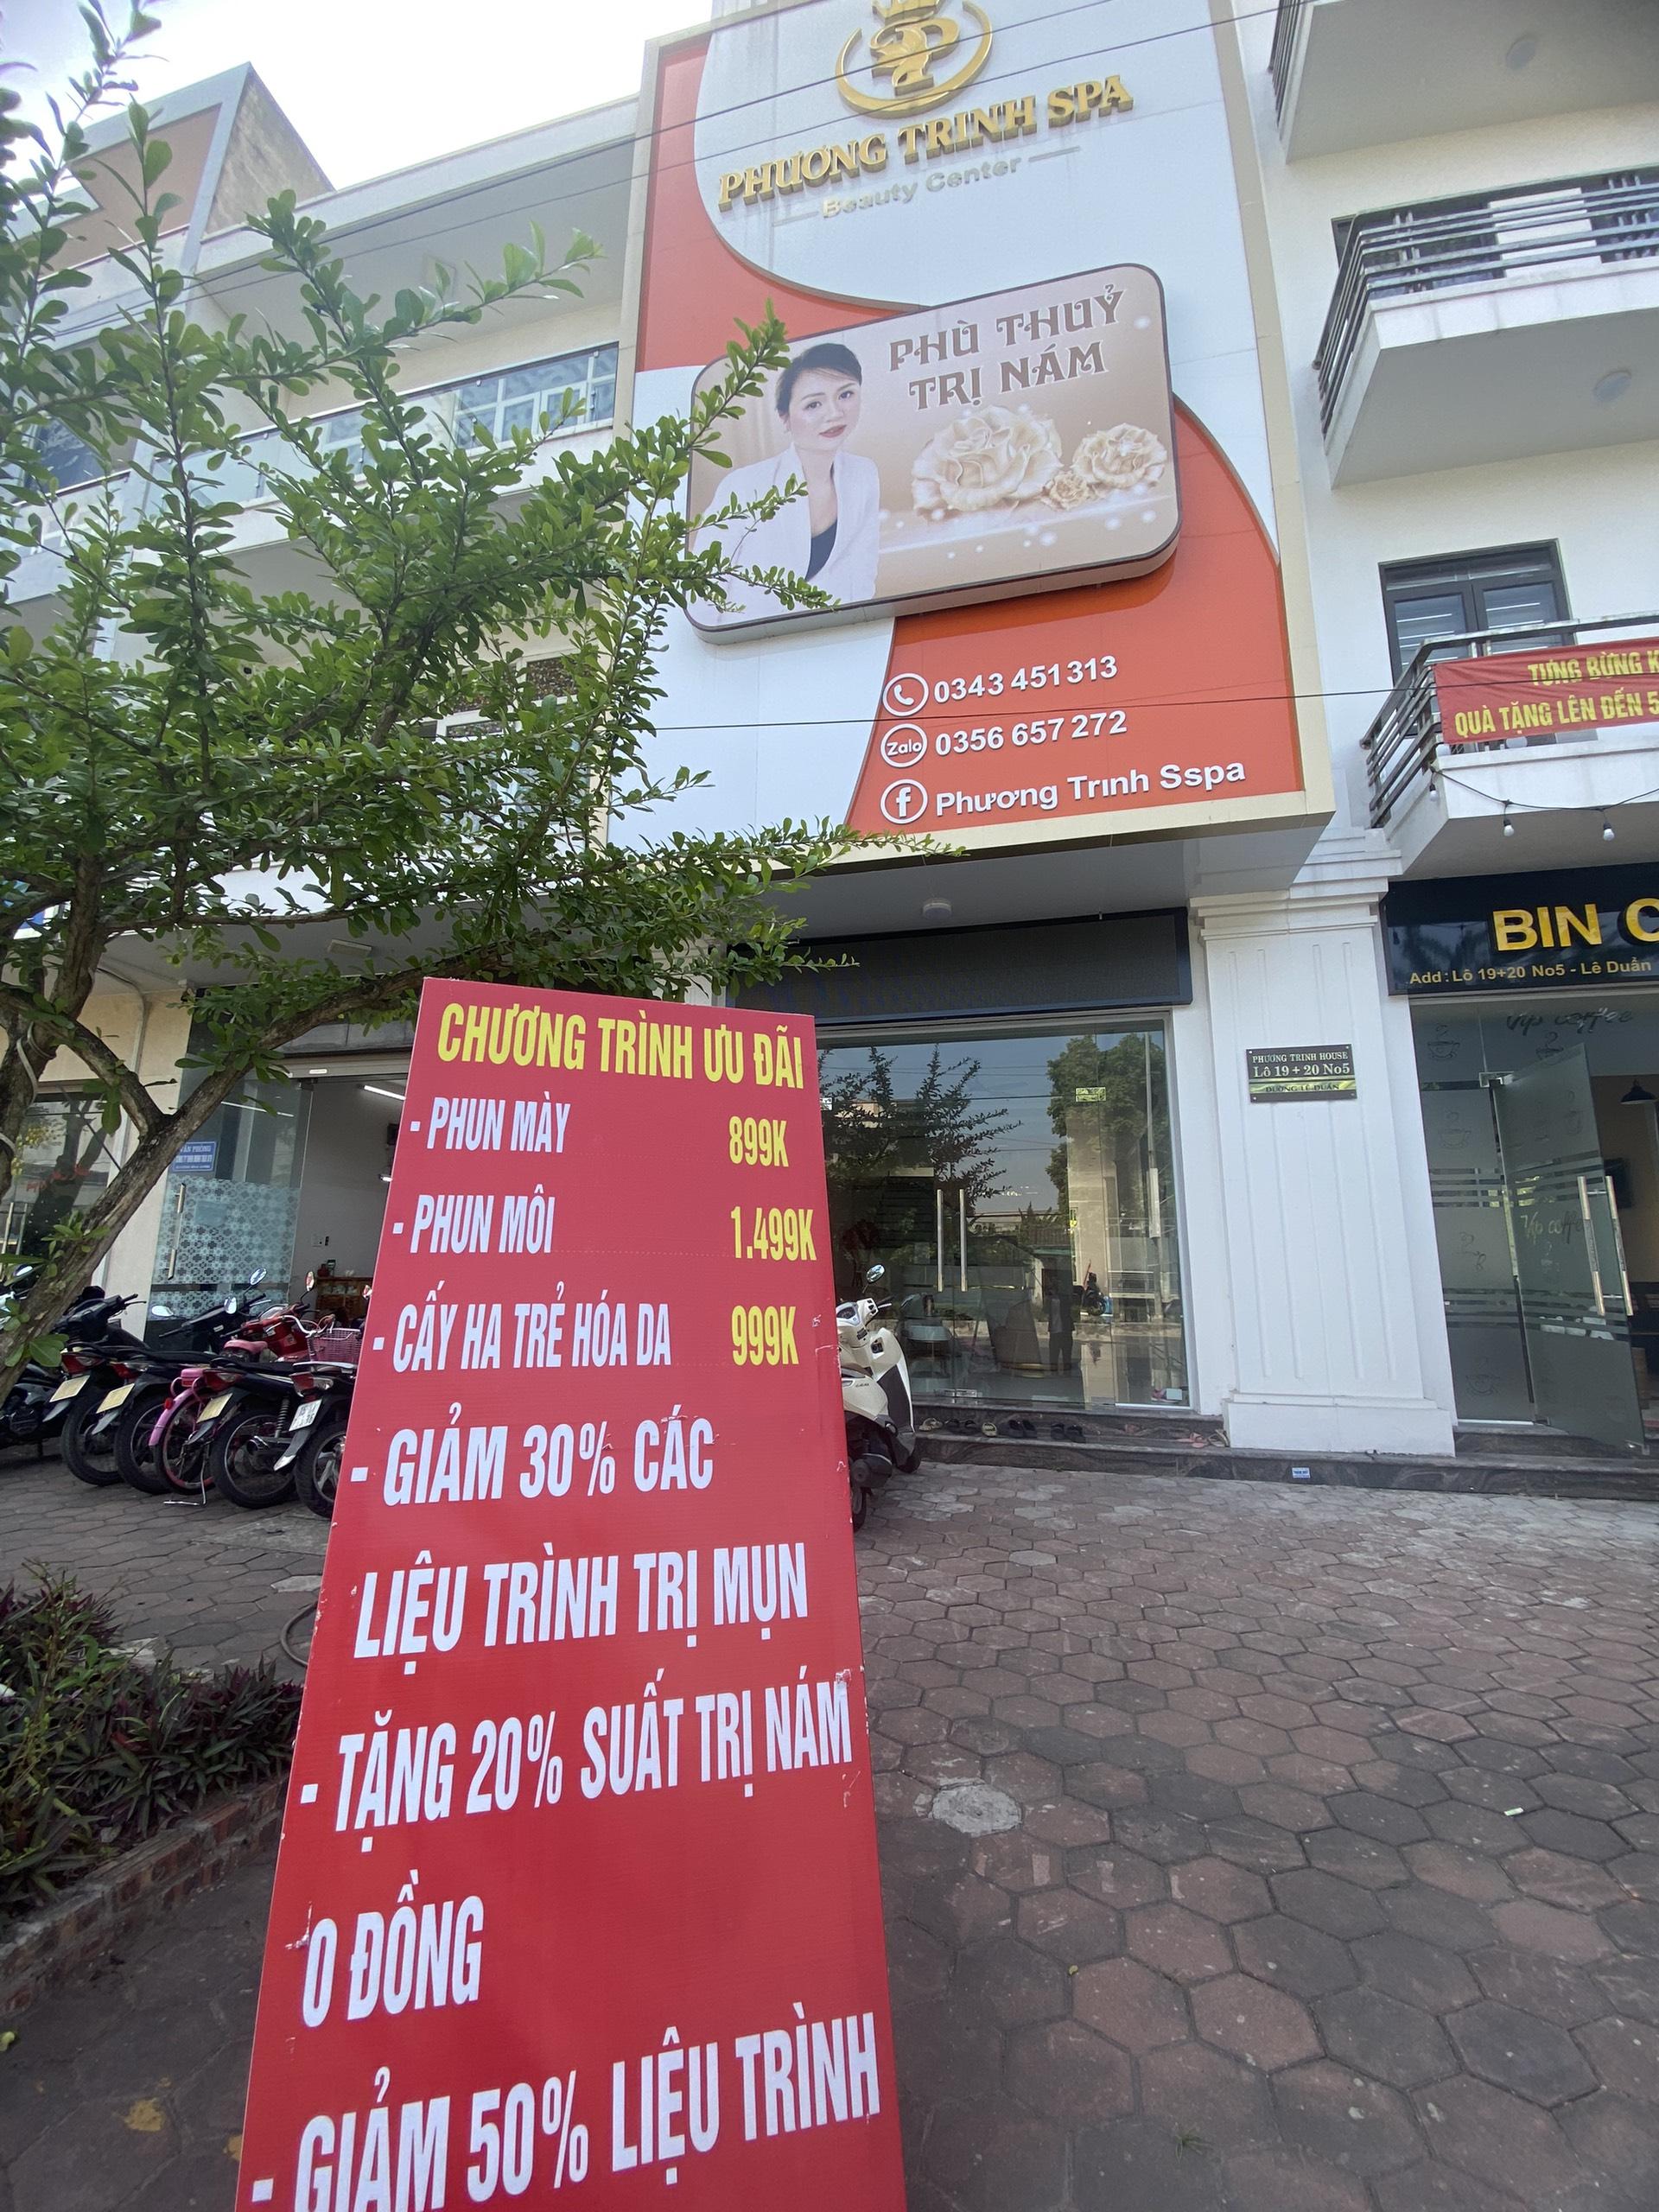 PHƯƠNG TRINH SPA
Beauty Center
PHÙ THUỶ
TRỊ NÁM
0343 451 313
Zalo 0356 657 272
f Phương Trinh Sspa
TƯNG BỪNG K
QUÀ TẶNG LÊN ĐẾN 5
BIN C
Add: Lô 19+20 No5 - Lê Duẩn
Vip coffee
PHƯƠNG TRINH HOUSE
Lô 19 + 20 No5
ĐƯỜNG LÊ DUẨN
VĂN PHÒNG
CHƯƠNG TRÌNH ƯU ĐÃI
- PHUN MÀY 899K
- PHUN MÔI 1.499K
- CẤY HA TRẺ HÓA DA 999K
- GIẢM 30% CÁC
LIỆU TRÌNH TRỊ MỤN
- TẶNG 20% SUẤT TRỊ NÁM
0 ĐỒNG
- GIẢM 50% LIỆU TRÌNH